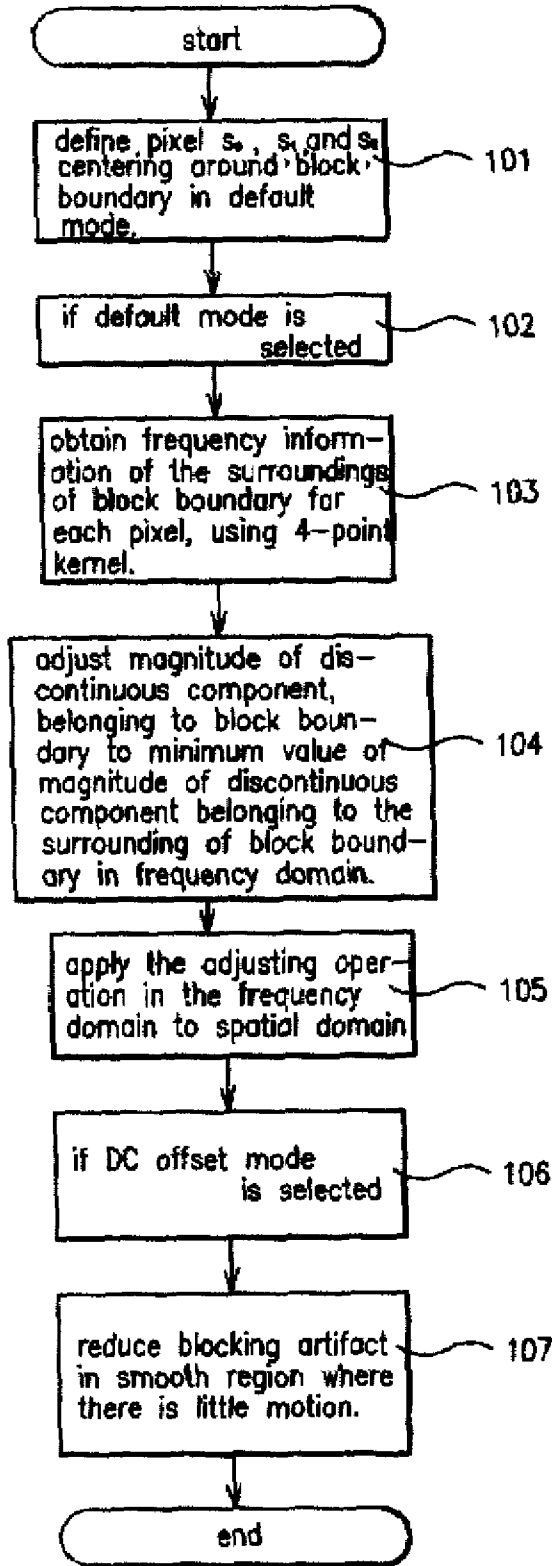 start
define pixel s₀, s₁, and s₂
centering around block
boundary in default
mode.
101
if default mode is
selected
102
obtain frequency inform-
ation of the surroundings
of block boundary for
each pixel, using 4-point
kernel.
103
adjust magnitude of dis-
continuous component,
belonging to block boun-
dary to minimum value of
magnitude of discontinuous
component belonging to the
surrounding of block bound-
ary in frequency domain.
104
apply the adjusting oper-
ation in the frequency
domain to spatial domain
105
if DC offset mode
is selected
106
reduce blocking artifact
in smooth region where
there is little motion.
107
end